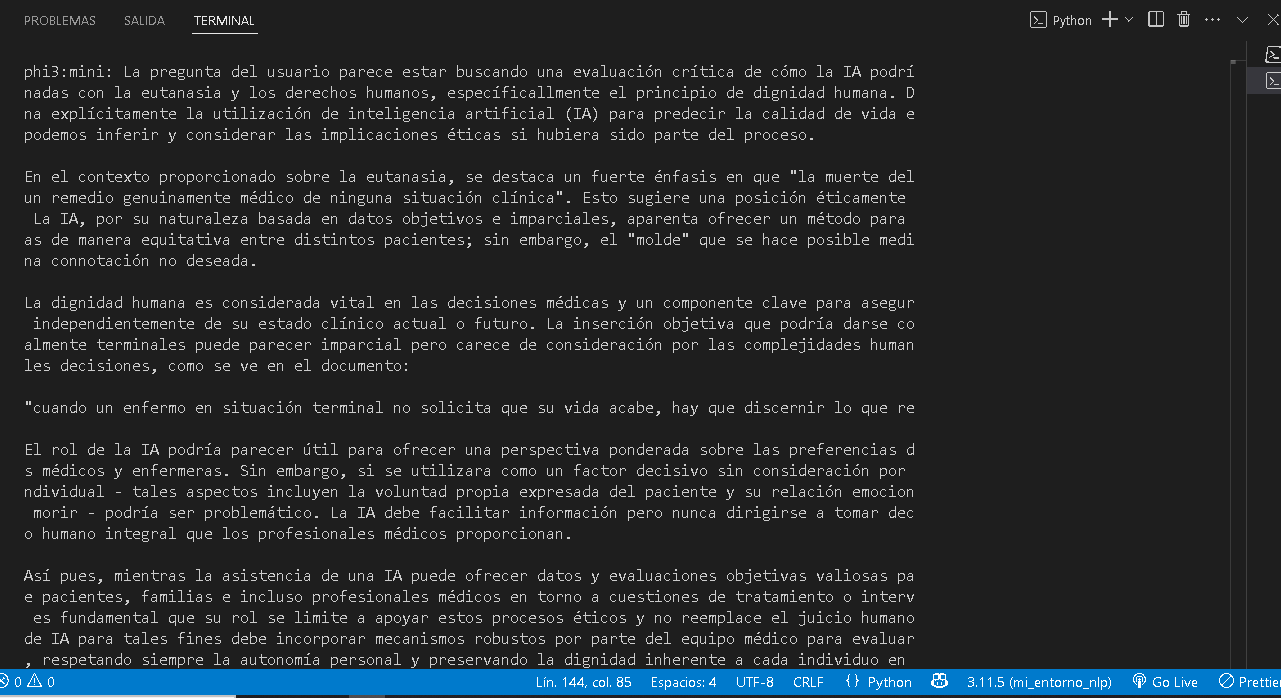 PROBLEMAS SALIDA TERMINAL Python
phi3:mini: La pregunta del usuario parece estar buscando una evaluación crítica de cómo la IA podrí
nadas con la eutanasia y los derechos humanos, específicallmente el principio de dignidad humana. D
na explícitamente la utilización de inteligencia artificial (IA) para predecir la calidad de vida e
podemos inferir y considerar las implicaciones éticas si hubiera sido parte del proceso.
En el contexto proporcionado sobre la eutanasia, se destaca un fuerte énfasis en que "la muerte del
un remedio genuinamente médico de ninguna situación clínica". Esto sugiere una posición éticamente
La IA, por su naturaleza basada en datos objetivos e imparciales, aparenta ofrecer un método para
as de manera equitativa entre distintos pacientes; sin embargo, el "molde" que se hace posible medi
na connotación no deseada.
La dignidad humana es considerada vital en las decisiones médicas y un componente clave para asegur
independientemente de su estado clínico actual o futuro. La inserción objetiva que podría darse co
almente terminales puede parecer imparcial pero carece de consideración por las complejidades human
les decisiones, como se ve en el documento:
"cuando un enfermo en situación terminal no solicita que su vida acabe, hay que discernir lo que re
El rol de la IA podría parecer útil para ofrecer una perspectiva ponderada sobre las preferencias d
s médicos y enfermeras. Sin embargo, si se utilizara como un factor decisivo sin consideración por
ndividual - tales aspectos incluyen la voluntad propia expresada del paciente y su relación emocion
morir - podría ser problemático. La IA debe facilitar información pero nunca dirigirse a tomar dec
o humano integral que los profesionales médicos proporcionan.
Así pues, mientras la asistencia de una IA puede ofrecer datos y evaluaciones objetivas valiosas pa
e pacientes, familias e incluso profesionales médicos en torno a cuestiones de tratamiento o interv
es fundamental que su rol se limite a apoyar estos procesos éticos y no reemplace el juicio humano
de IA para tales fines debe incorporar mecanismos robustos por parte del equipo médico para evaluar
, respetando siempre la autonomía personal y preservando la dignidad inherente a cada individuo en
0 0 Lín. 144, col. 85 Espacios: 4 UTF-8 CRLF {} Python 3.11.5 (mi_entorno_nlp) Go Live Prettie